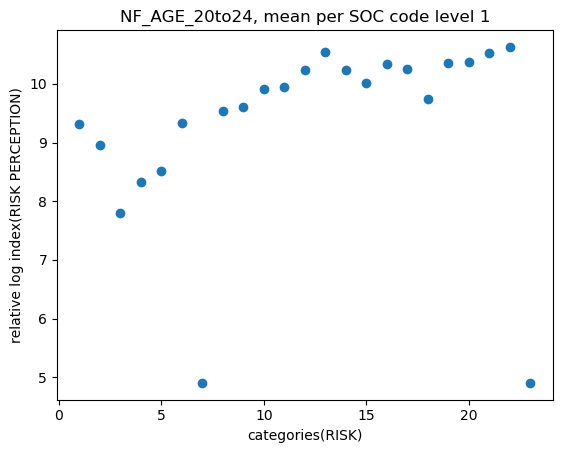 NF_AGE_20to24, mean per SOC code level 1
relative log index(RISK PERCEPTION)
10
9
8
7
6
5
0 5 10 15 20
categories(RISK)